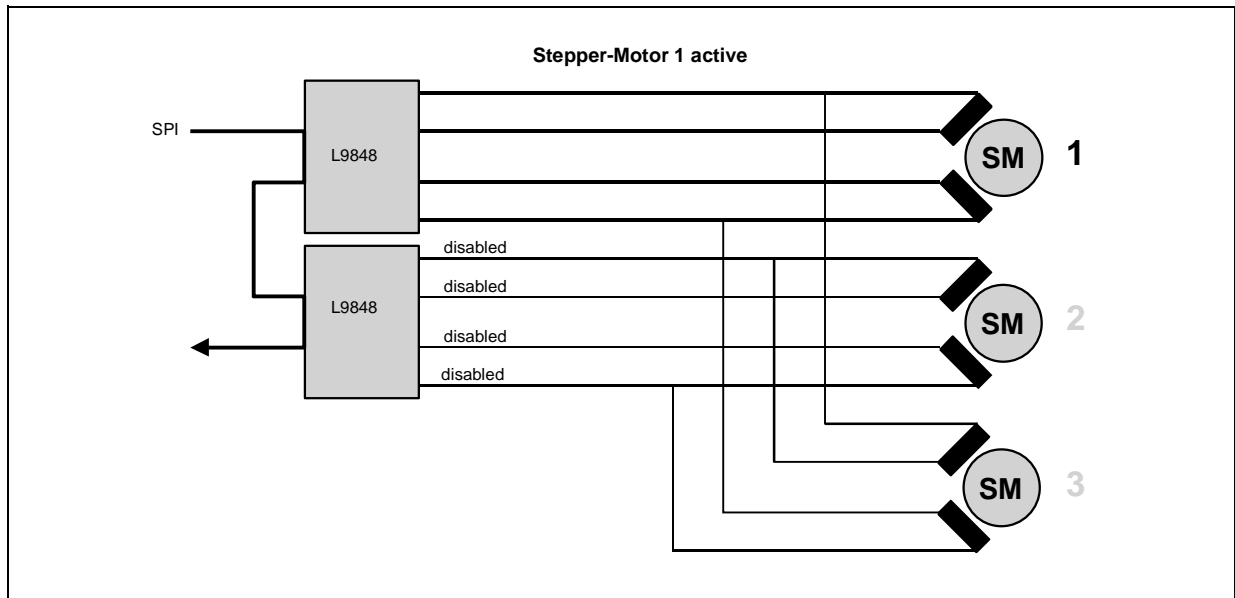 Stepper-Motor 1 active
SPI
L9848
SM
1
disabled
disabled
L9848
SM
2
disabled
disabled
SM
3